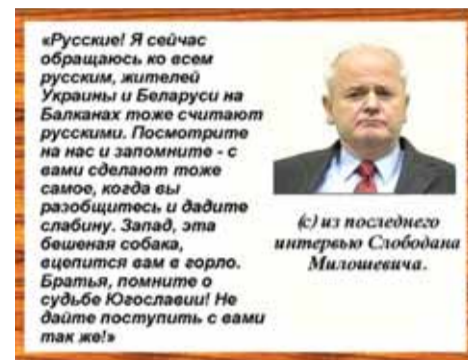 «Русские! Я сейчас
обращаюсь ко всем
русским, жителей
Украины и Беларуси на
Балканах тоже считают
русскими. Посмотрите
на нас и запомните - с
вами сделают тоже
самое, когда вы
разобщитесь и дадите
слабину. Запад, эта
бешеная собака,
вцепится вам в горло.
Братья, помните о
судьбе Югославии! Не
дайте поступить с вами
так же!»
(с) из последнего
интервью Слободана
Милошевича.